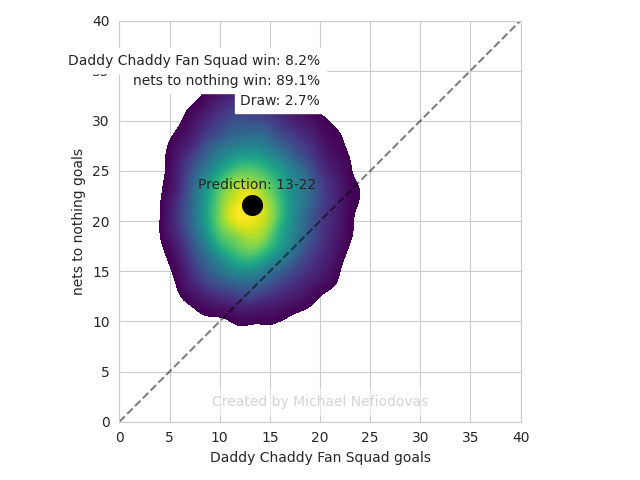 40
Daddy Chaddy Fan Squad win: 8.2%
nets to nothing win: 89.1%
Draw: 2.7%
30
25
Prediction: 13-22
20
15
10
5
0
nets to nothing goals
Created by Michael Nefiodovas
0 5 10 15 20 25 30 35 40
Daddy Chaddy Fan Squad goals